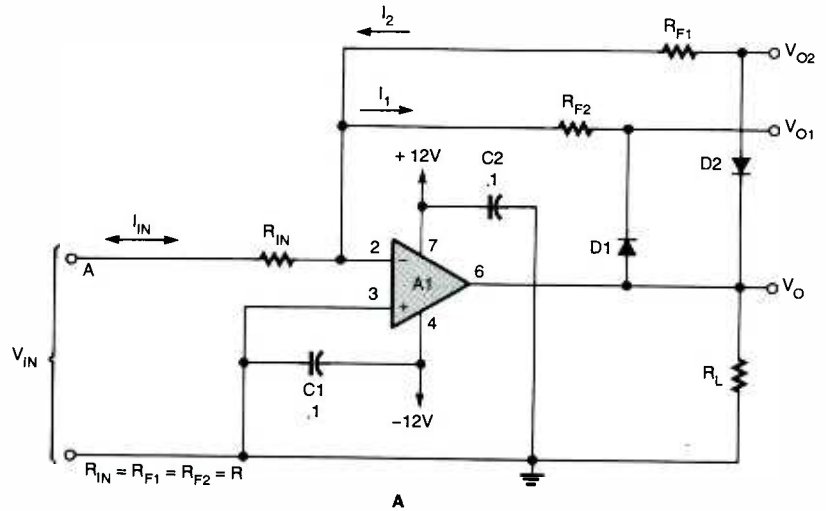 I2
RF1
VO2
I1
RF2
VO1
+12V
C2
.1
D2
IIN
RIN
2
7
D1
A
−
A1
6
VO
3
+
4
VIN
C1
.1
−12V
RL
RIN = RF1 = RF2 = R
A